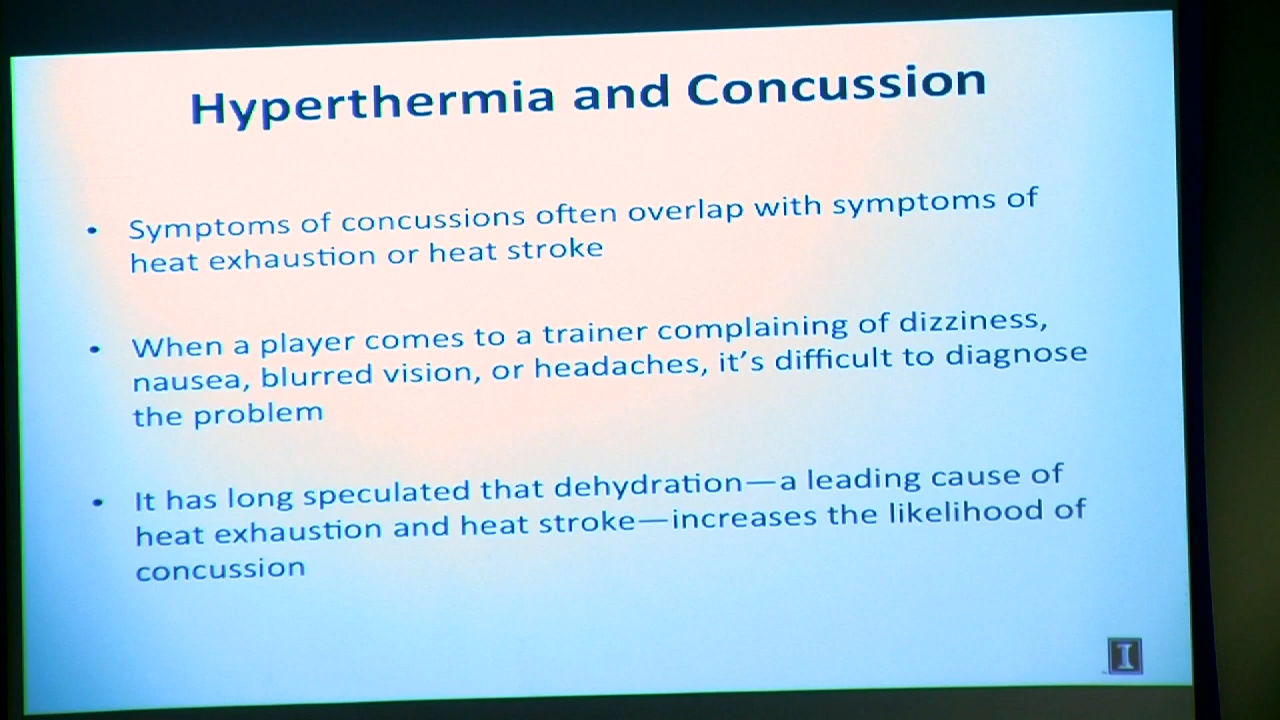 Hyperthermia and Concussion
• Symptoms of concussions often overlap with symptoms of
heat exhaustion or heat stroke
• When a player comes to a trainer complaining of dizziness,
nausea, blurred vision, or headaches, it's difficult to diagnose
the problem
• It has long speculated that dehydration—a leading cause of
heat exhaustion and heat stroke—increases the likelihood of
concussion
I